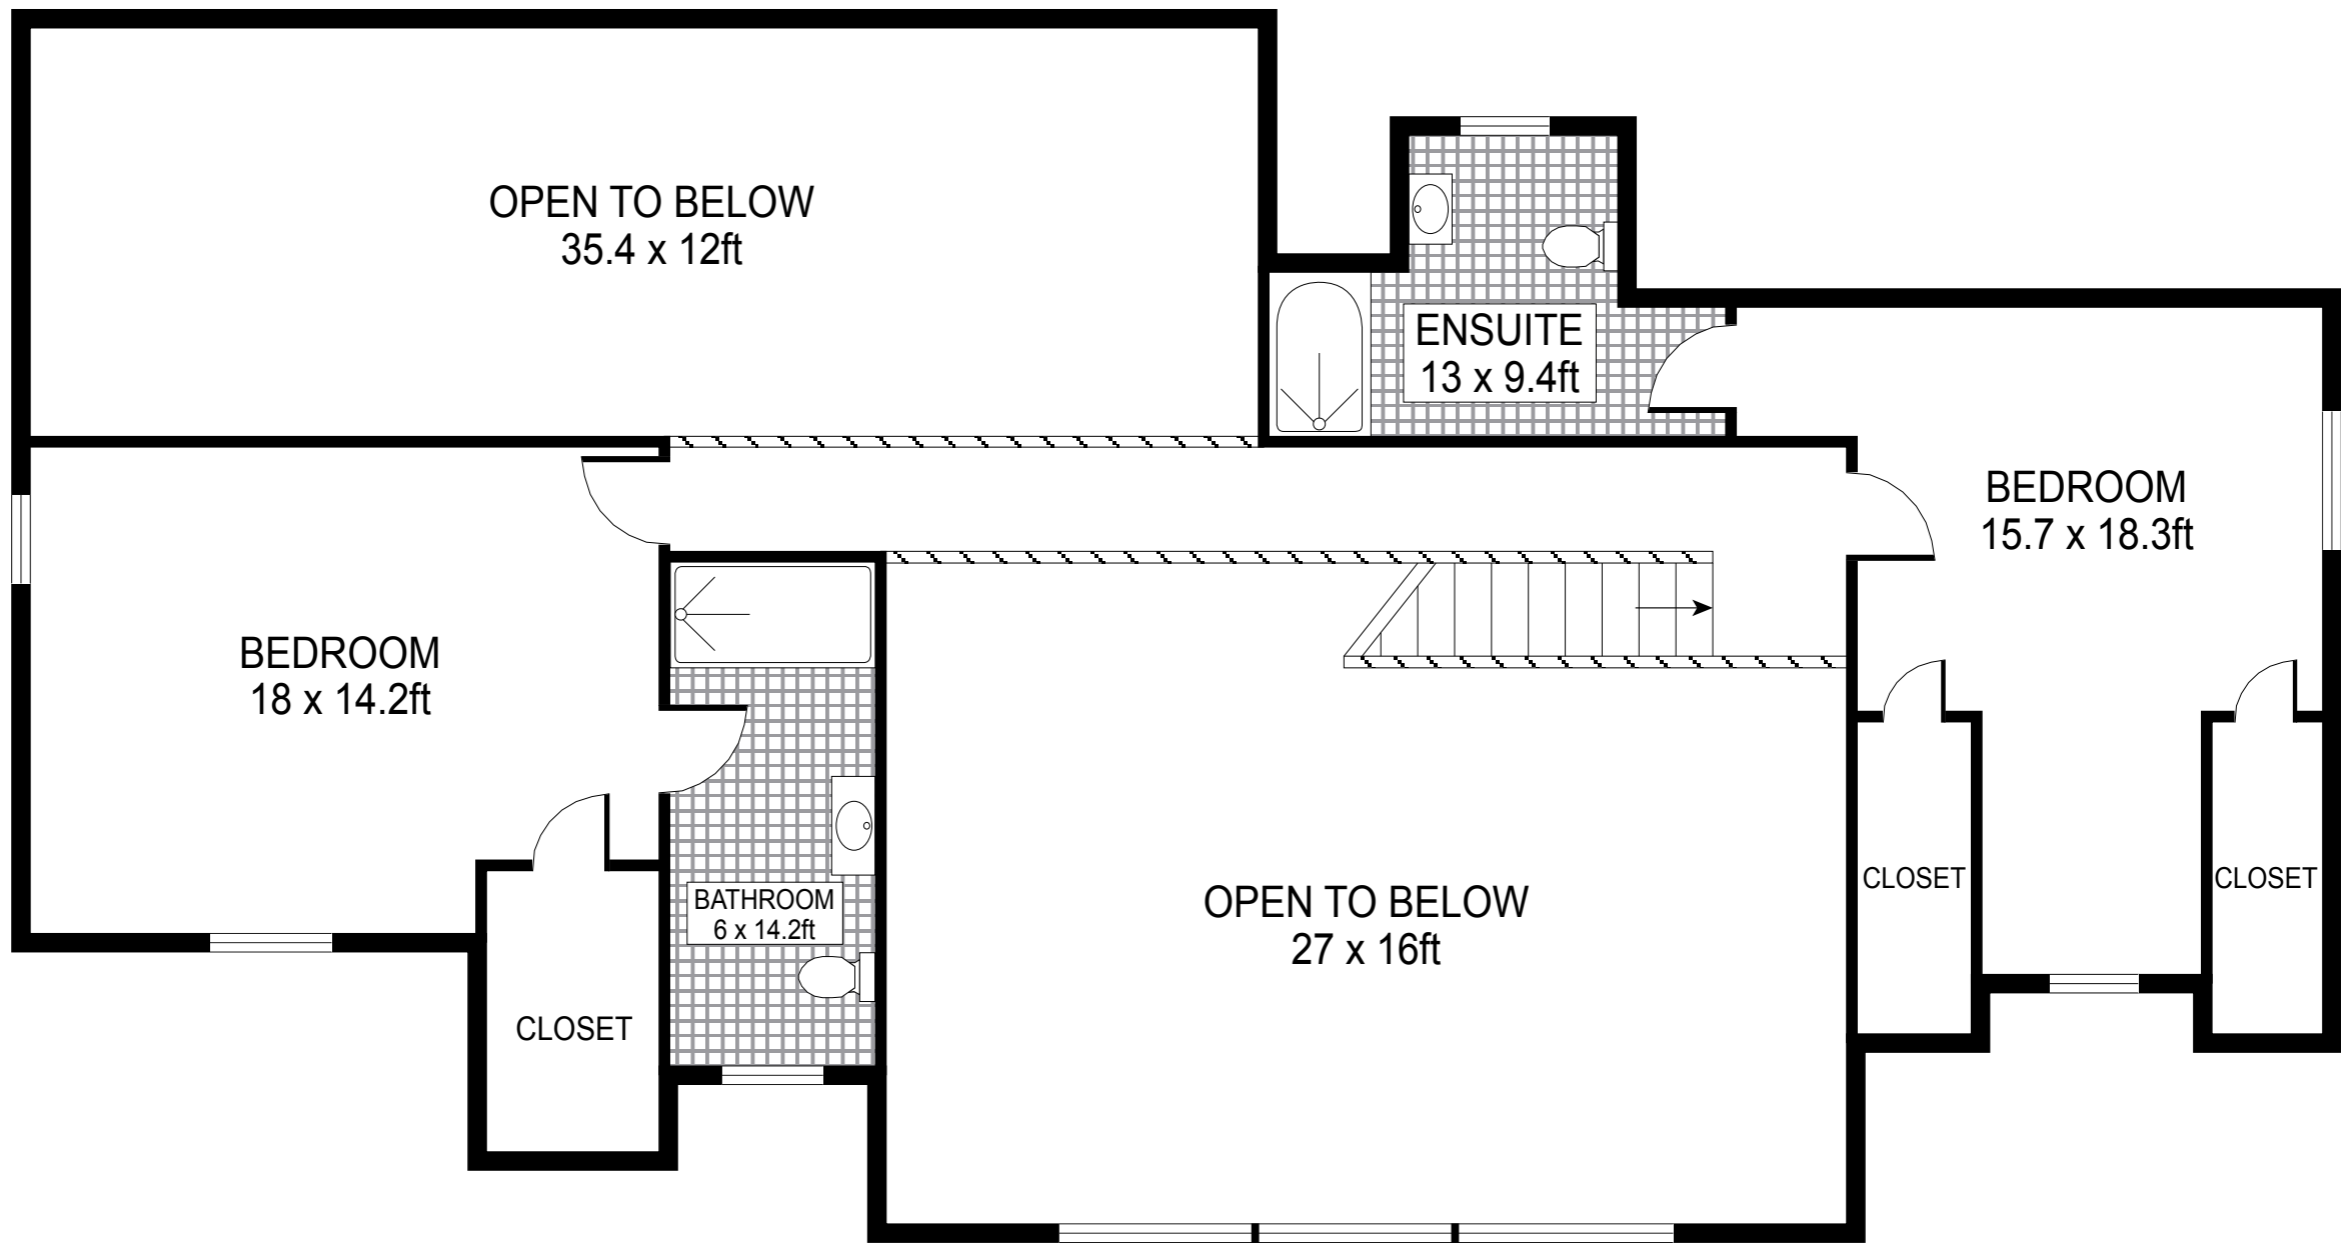 OPEN TO BELOW
35.4 x 12ft
ENSUITE
13 x 9.4ft
BEDROOM
15.7 x 18.3ft
BEDROOM
18 x 14.2ft
BATHROOM
6 x 14.2ft
OPEN TO BELOW
27 x 16ft
CLOSET
CLOSET
CLOSET